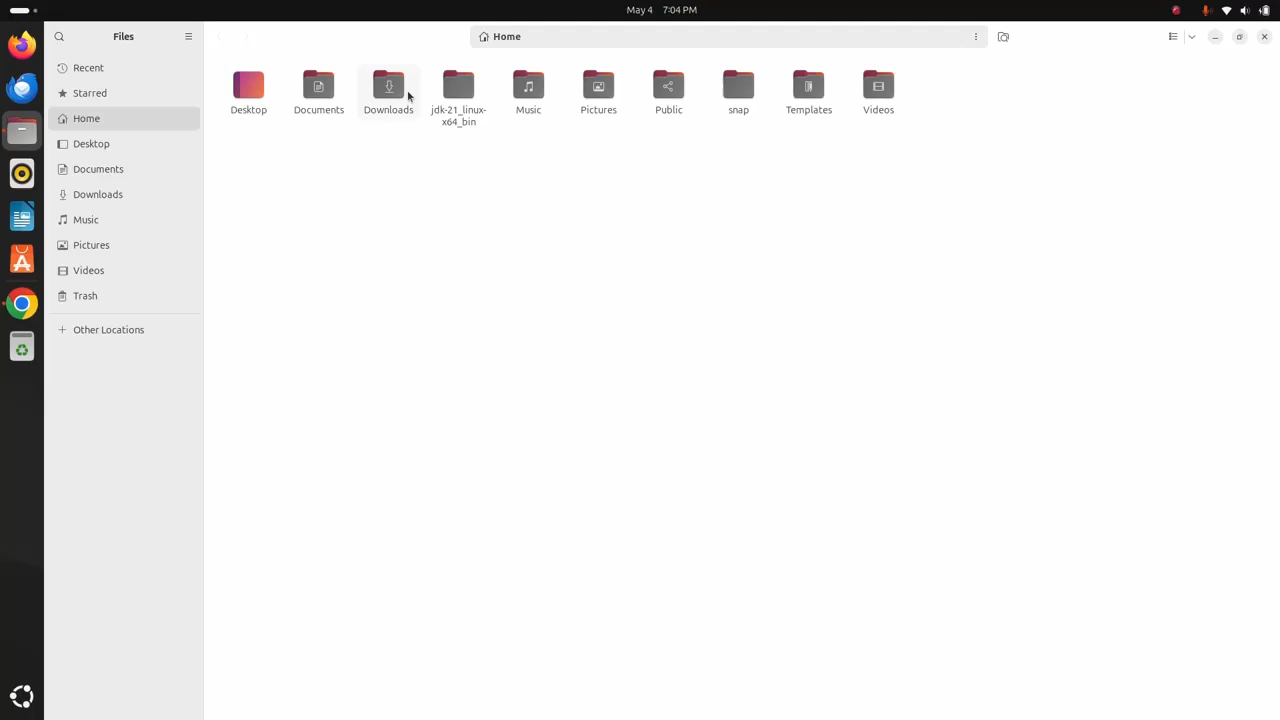 May 4 7:04 PM
Files
Home
Recent
Starred
Home
Desktop
Documents
Downloads
Music
Pictures
Videos
Trash
Other Locations
Desktop
Documents
Downloads
jdk-21_linux-
x64_bin
Music
Pictures
Public
snap
Templates
Videos